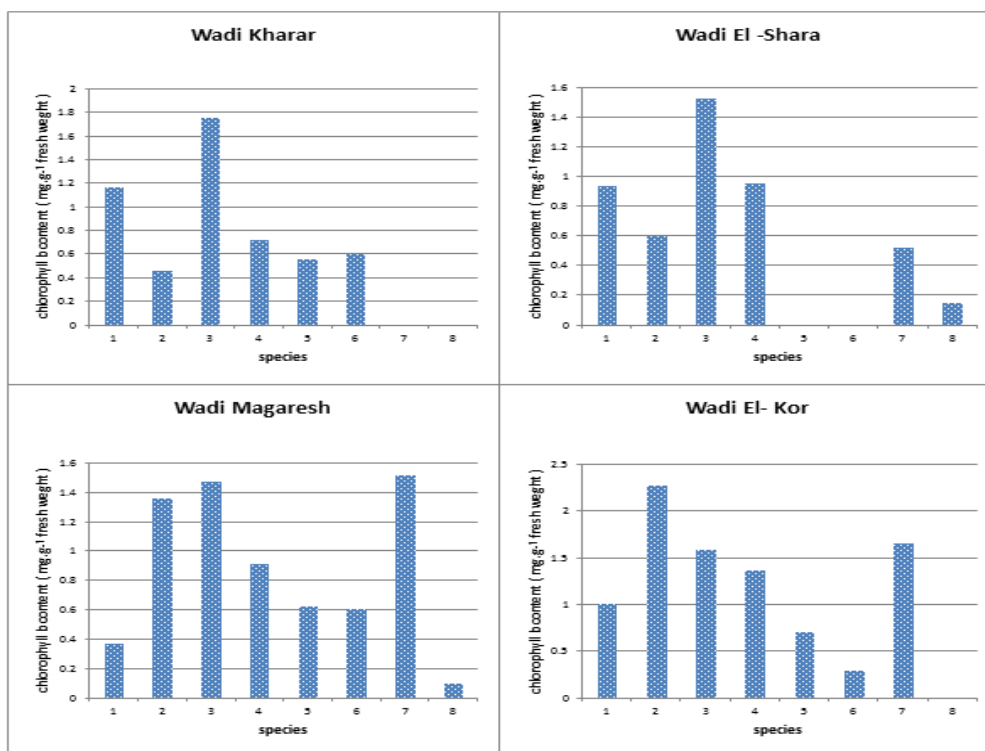 Wadi Kharar
chlorophyll b content ( mg.g-¹ fresh weght )
2
1.8
1.6
1.4
1.2
1
0.8
0.6
0.4
0.2
0
1 2 3 4 5 6 7 8
species
Wadi El -Shara
chlorophyll b content ( mg.g-¹ fresh weght )
1.6
1.4
1.2
1
0.8
0.6
0.4
0.2
0
1 2 3 4 5 6 7 8
species
Wadi Magaresh
chlorophyll b content ( mg.g-¹ fresh weght )
1.6
1.4
1.2
1
0.8
0.6
0.4
0.2
0
1 2 3 4 5 6 7 8
species
Wadi El- Kor
chlorophyll b content ( mg.g-¹ fresh weght )
2.5
2
1.5
1
0.5
0
1 2 3 4 5 6 7 8
species